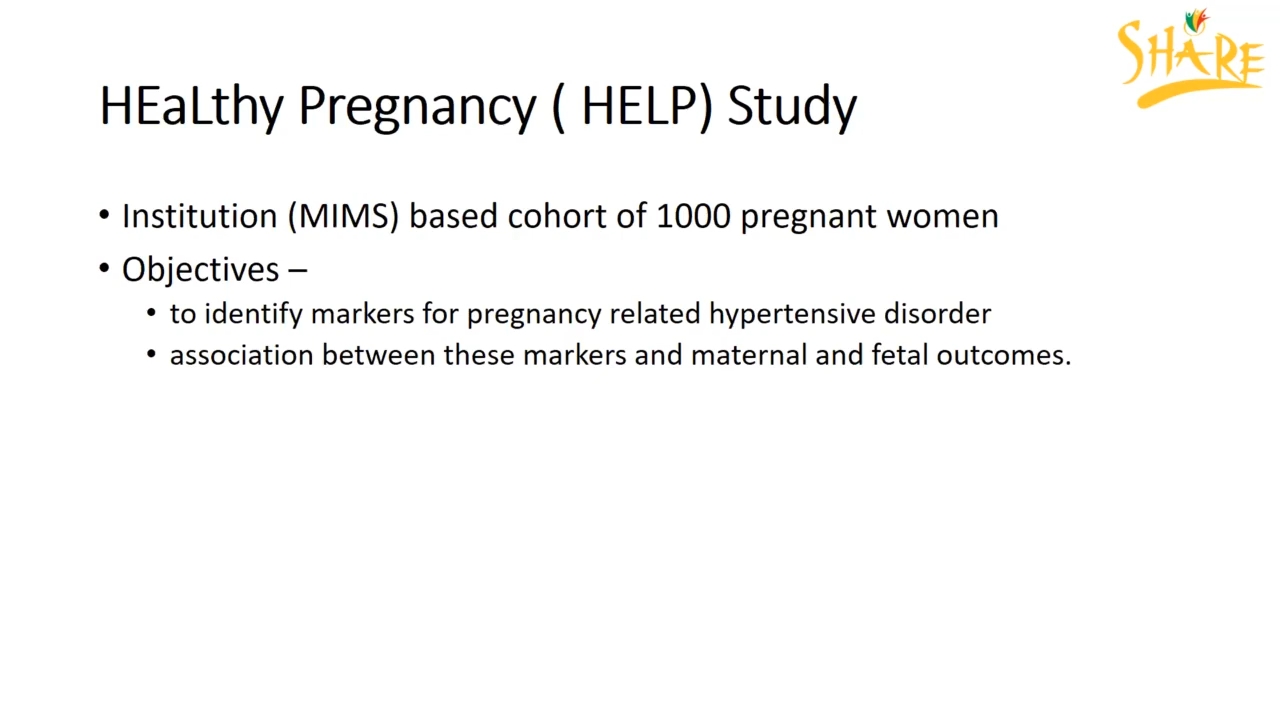 SHARE
HEaLthy Pregnancy ( HELP) Study
• Institution (MIMS) based cohort of 1000 pregnant women
• Objectives –
• to identify markers for pregnancy related hypertensive disorder
• association between these markers and maternal and fetal outcomes.